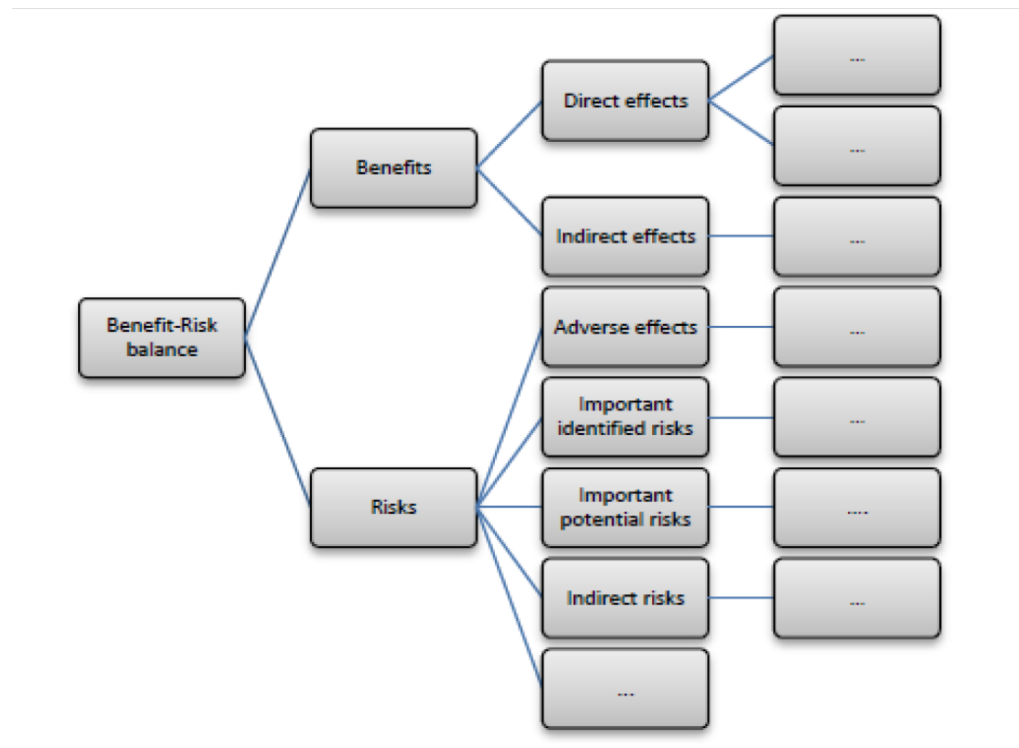 ....
Direct effects
Benefits
....
Indirect effects
....
Benefit-Risk
balance
Adverse effects
....
Important
identified risks
....
Risks
Important
potential risks
.....
Indirect risks
....
....